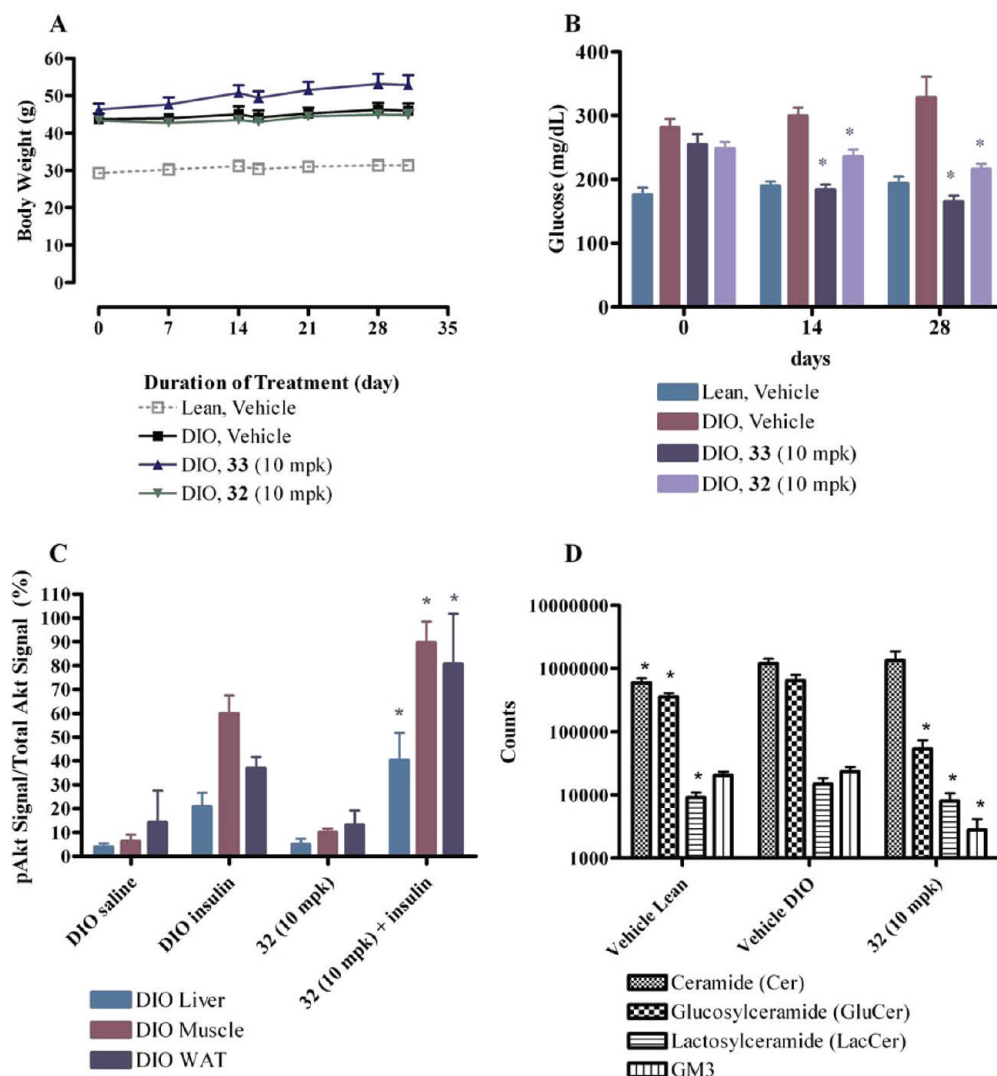 A
Body Weight (g)
60
50
40
30
20
10
0
0 7 14 21 28 35
Duration of Treatment (day)
Lean, Vehicle
DIO, Vehicle
DIO, 33 (10 mpk)
DIO, 32 (10 mpk)
B
Glucose (mg/dL)
400
300
200
100
0
* * * *
0 14 28
days
Lean, Vehicle
DIO, Vehicle
DIO, 33 (10 mpk)
DIO, 32 (10 mpk)
C
pAkt Signal/Total Akt Signal (%)
110
100
90
80
70
60
50
40
30
20
10
0
* * *
DIO saline
DIO insulin
32 (10 mpk)
32 (10 mpk) + insulin
DIO Liver
DIO Muscle
DIO WAT
D
Counts
10000000
1000000
100000
10000
1000
* * * * * *
Vehicle Lean
Vehicle DIO
32 (10 mpk)
Ceramide (Cer)
Glucosylceramide (GluCer)
Lactosylceramide (LacCer)
GM3